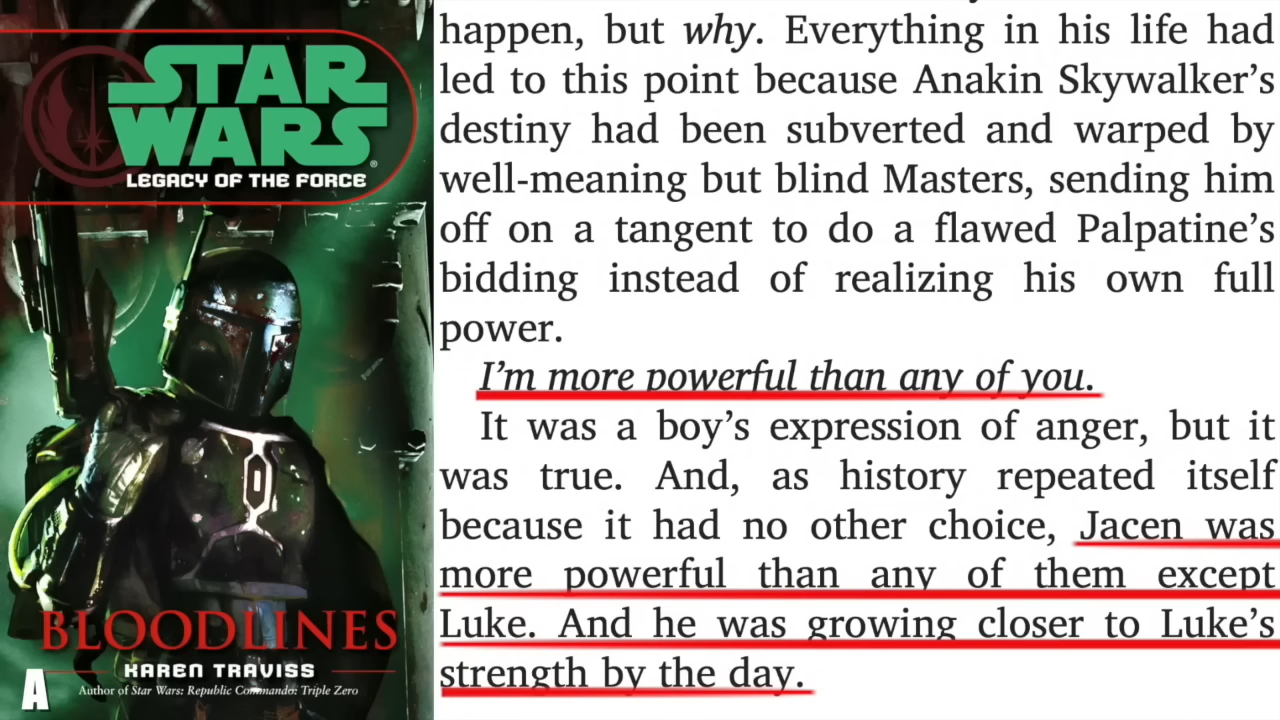 STAR
WARS®
LEGACY OF THE FORCE
BLOODLINES
KAREN TRAVISS
Author of Star Wars: Republic Commando: Triple Zero
A
happen, but why. Everything in his life had
led to this point because Anakin Skywalker’s
destiny had been subverted and warped by
well-meaning but blind Masters, sending him
off on a tangent to do a flawed Palpatine’s
bidding instead of realizing his own full
power.
I’m more powerful than any of you.
It was a boy’s expression of anger, but it
was true. And, as history repeated itself
because it had no other choice, Jacen was
more powerful than any of them except
Luke. And he was growing closer to Luke’s
strength by the day.